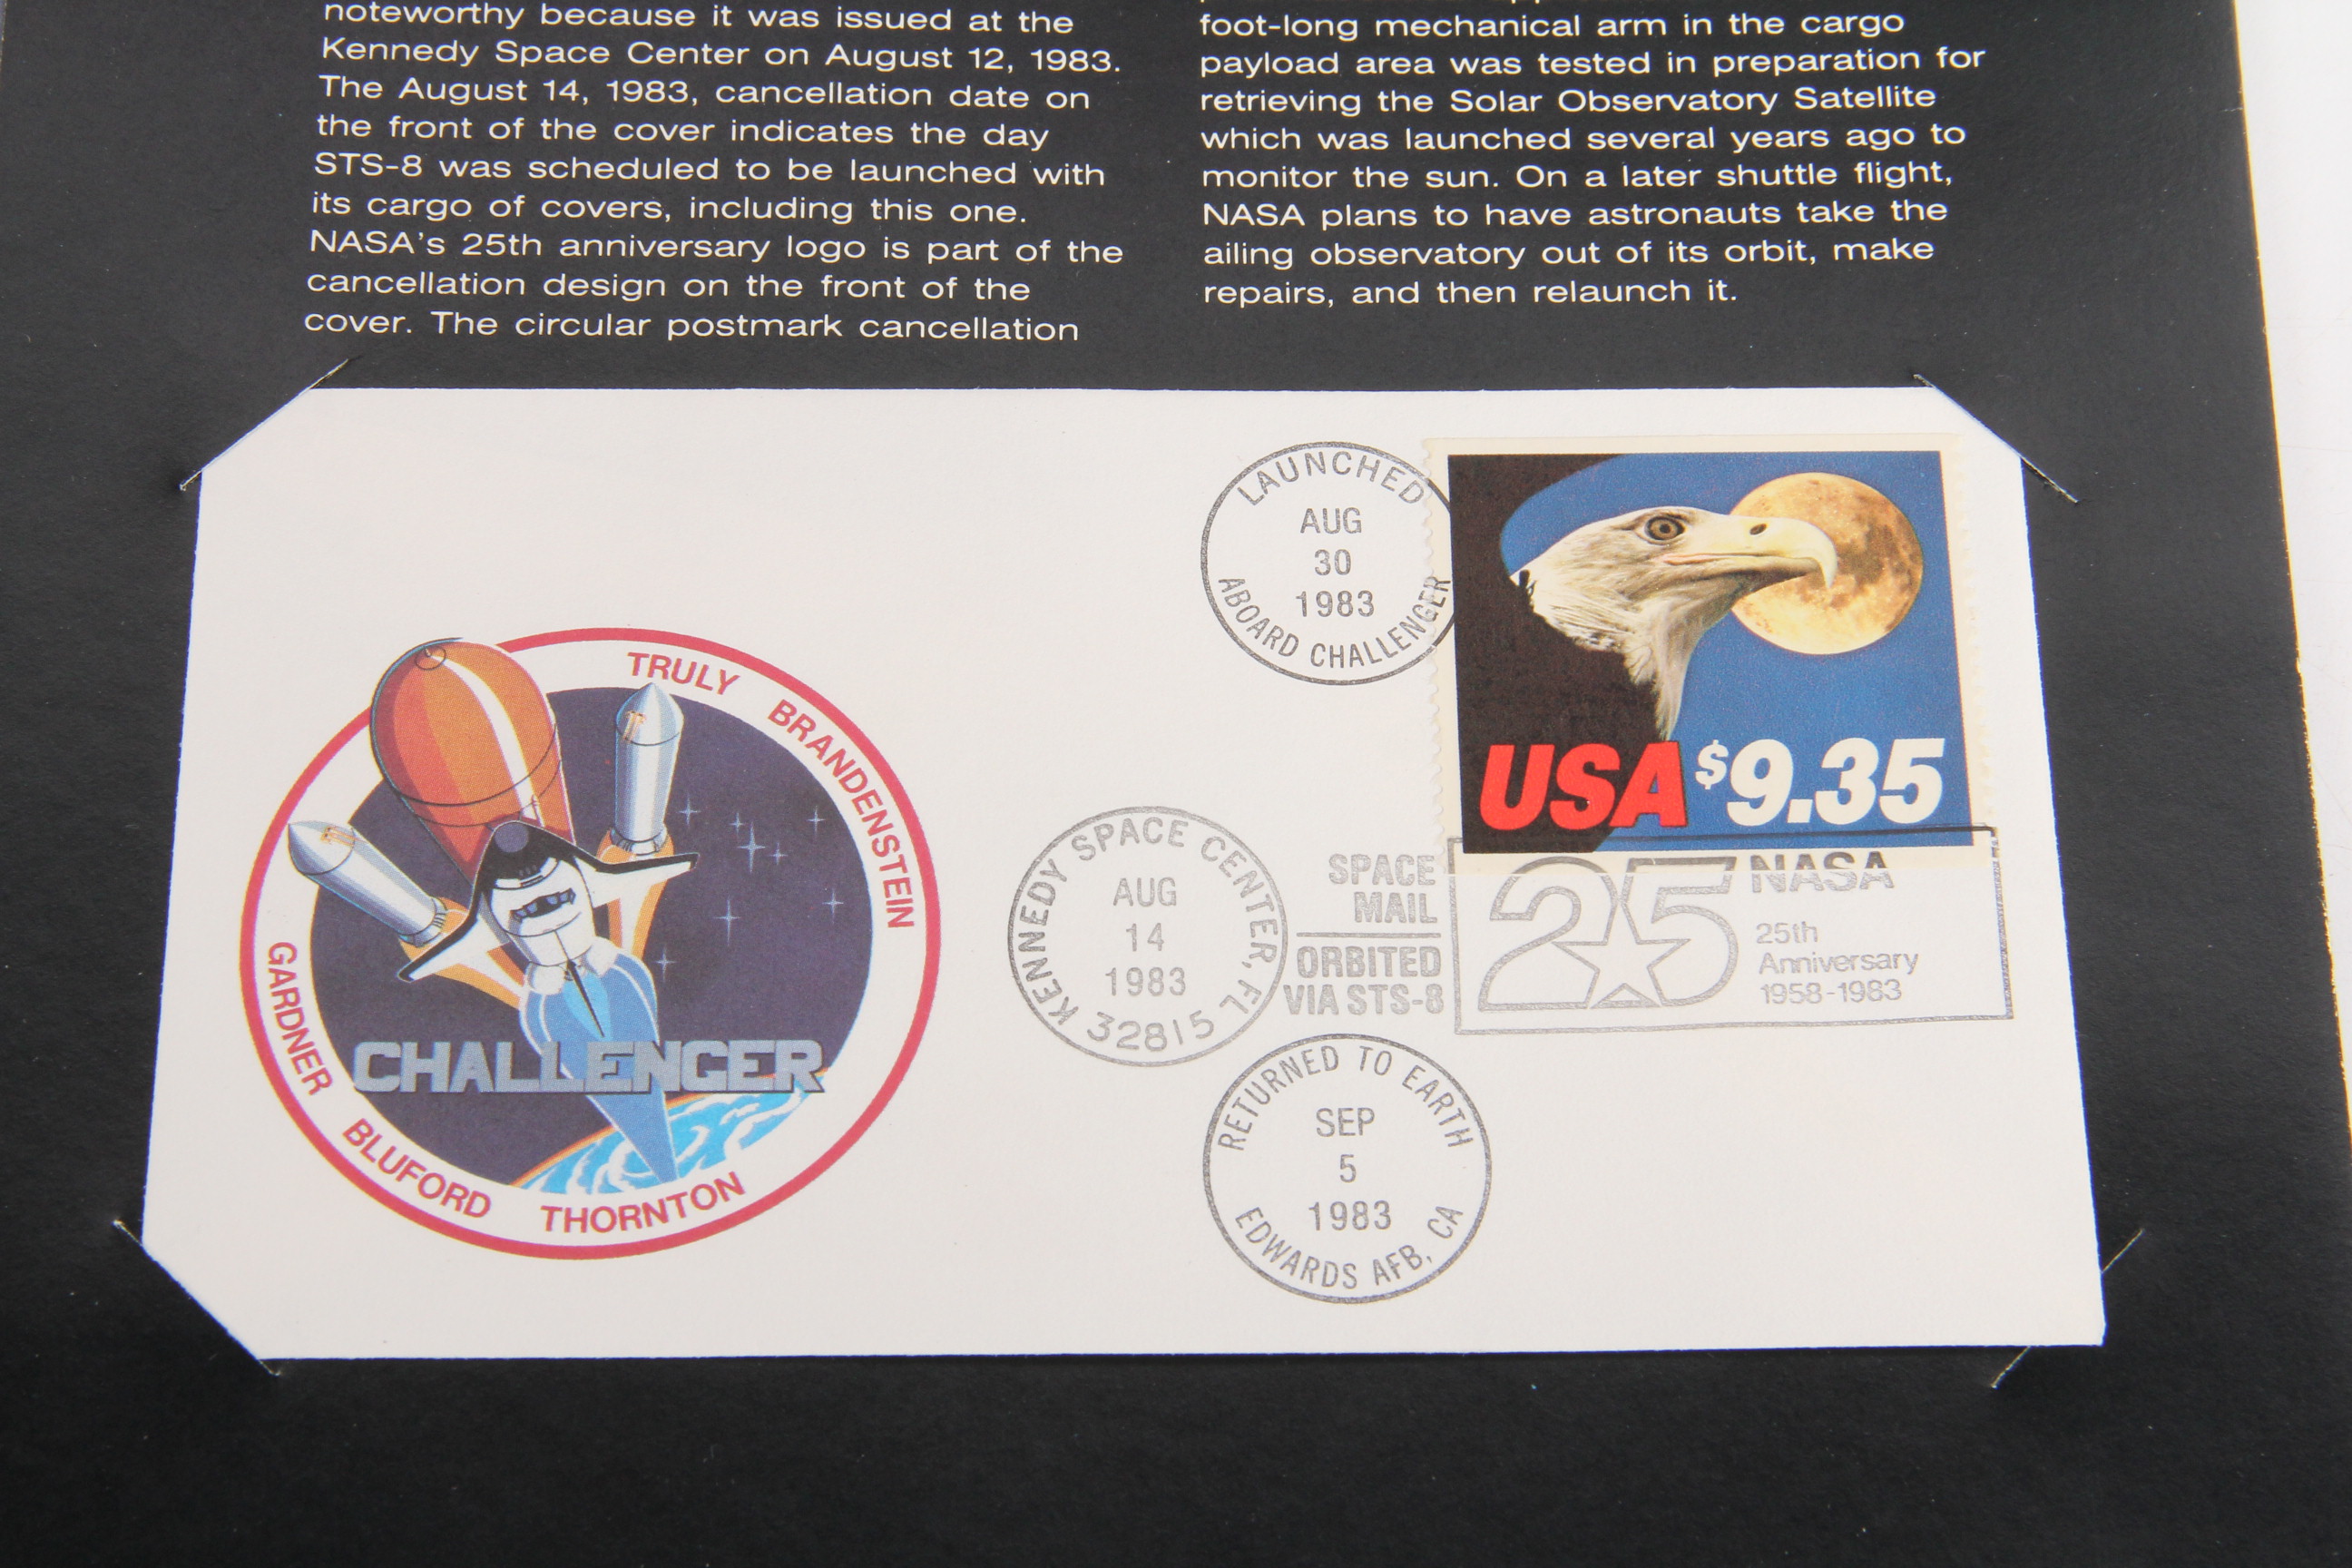 noteworthy because it was issued at the
Kennedy Space Center on August 12, 1983.
The August 14, 1983, cancellation date on
the front of the cover indicates the day
STS-8 was scheduled to be launched with
its cargo of covers, including this one.
NASA's 25th anniversary logo is part of the
cancellation design on the front of the
cover. The circular postmark cancellation
foot-long mechanical arm in the cargo
payload area was tested in preparation for
retrieving the Solar Observatory Satellite
which was launched several years ago to
monitor the sun. On a later shuttle flight,
NASA plans to have astronauts take the
ailing observatory out of its orbit, make
repairs, and then relaunch it.
TRULY BRANDENSTEIN
GARDNER BLUFORD THORNTON
CHALLENGER
LAUNCHED
AUG
30
1983
ABOARD CHALLENGER
USA $9.35
KENNEDY SPACE CENTER, FL
AUG
14
1983
32815
SPACE
MAIL
ORBITED
VIA STS-8
25
NASA
25th
Anniversary
1958-1983
RETURNED TO EARTH
SEP
5
1983
EDWARDS AFB, CA